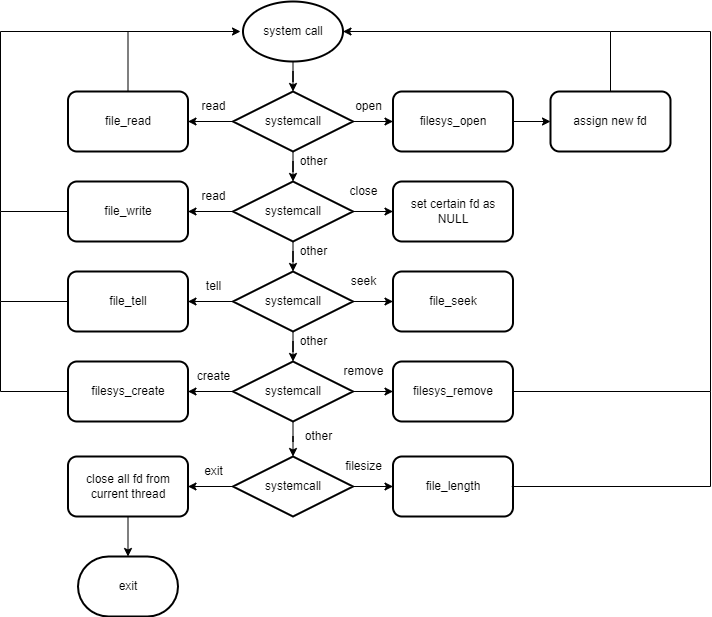 system call
read
open
file_read
systemcall
filesys_open
assign new fd
other
read
close
file_write
systemcall
set certain fd as
NULL
other
tell
seek
file_tell
systemcall
file_seek
other
create
remove
filesys_create
systemcall
filesys_remove
other
exit
filesize
close all fd from
current thread
systemcall
file_length
exit